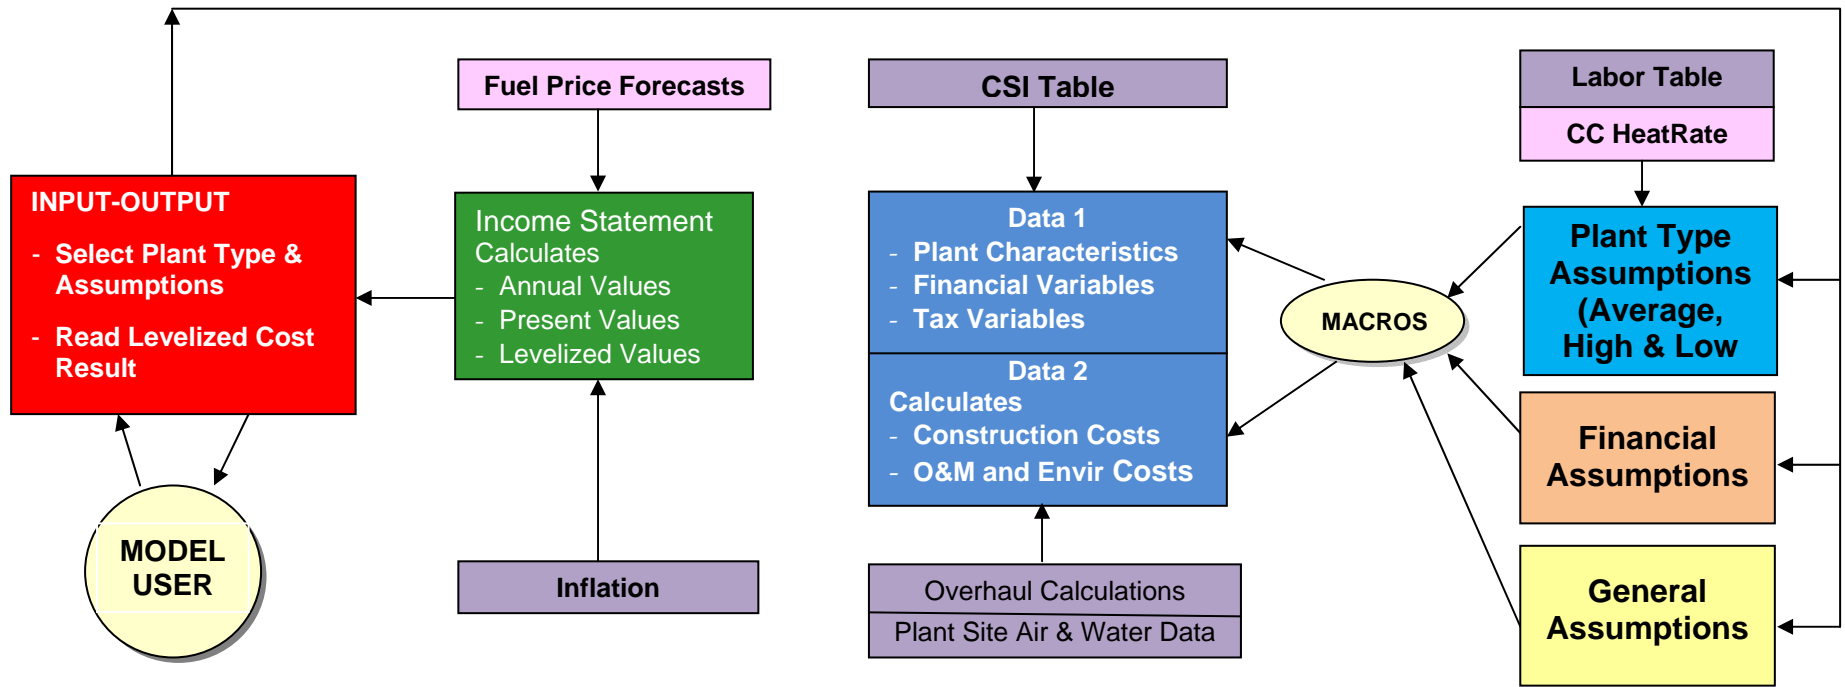 Fuel Price Forecasts
CSI Table
Labor Table
CC HeatRate
INPUT-OUTPUT
- Select Plant Type &
Assumptions
- Read Levelized Cost
Result
Income Statement
Calculates
- Annual Values
- Present Values
- Levelized Values
Data 1
- Plant Characteristics
- Financial Variables
- Tax Variables
Data 2
Calculates
- Construction Costs
- O&M and Envir Costs
MACROS
Plant Type
Assumptions
(Average,
High & Low
Financial
Assumptions
General
Assumptions
MODEL
USER
Inflation
Overhaul Calculations
Plant Site Air & Water Data